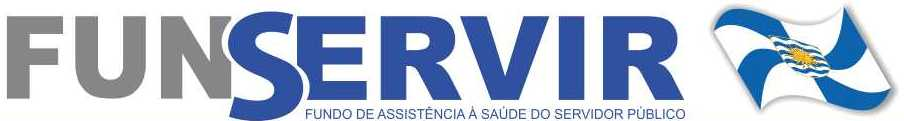 FUNSERVIR
FUNDO DE ASSISTÊNCIA À SAÚDE DO SERVIDOR PÚBLICO